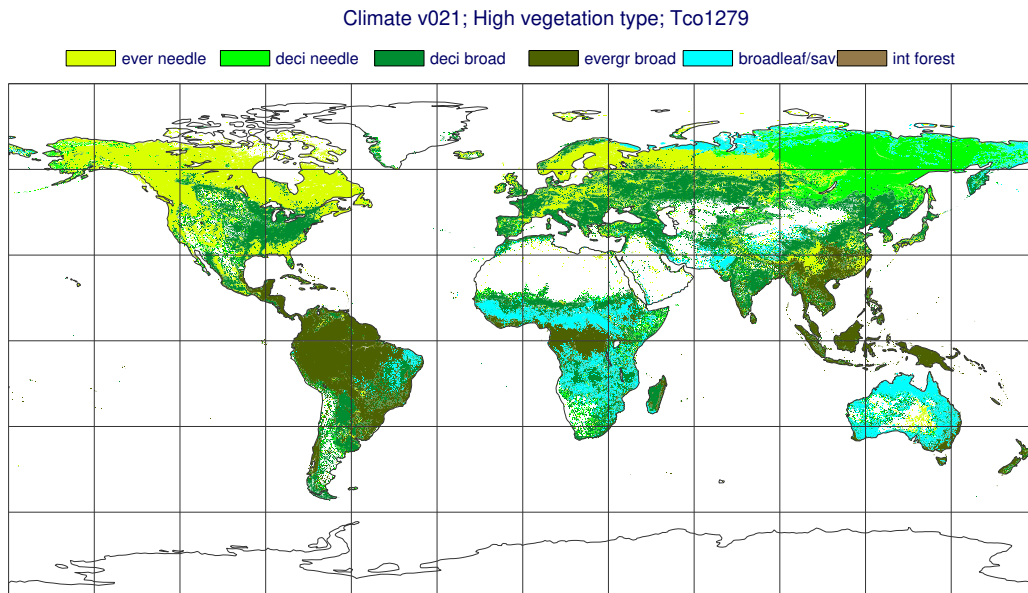 Climate v021; High vegetation type; Tco1279
ever needle deci needle deci broad evergr broad broadleaf/sav int forest